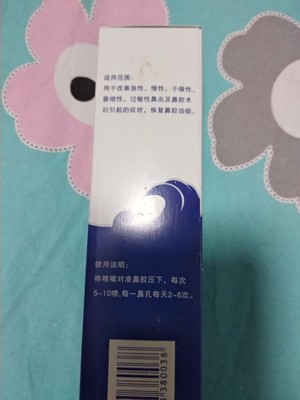 适用范围:
用于改善急性、慢性、干燥性、
萎缩性、过敏性鼻炎及鼻腔术
后引起的症状，恢复鼻腔功能。
使用说明:
将喷嘴对准鼻腔压下，每次
5-10喷,每一鼻孔每天2-6次。
380038